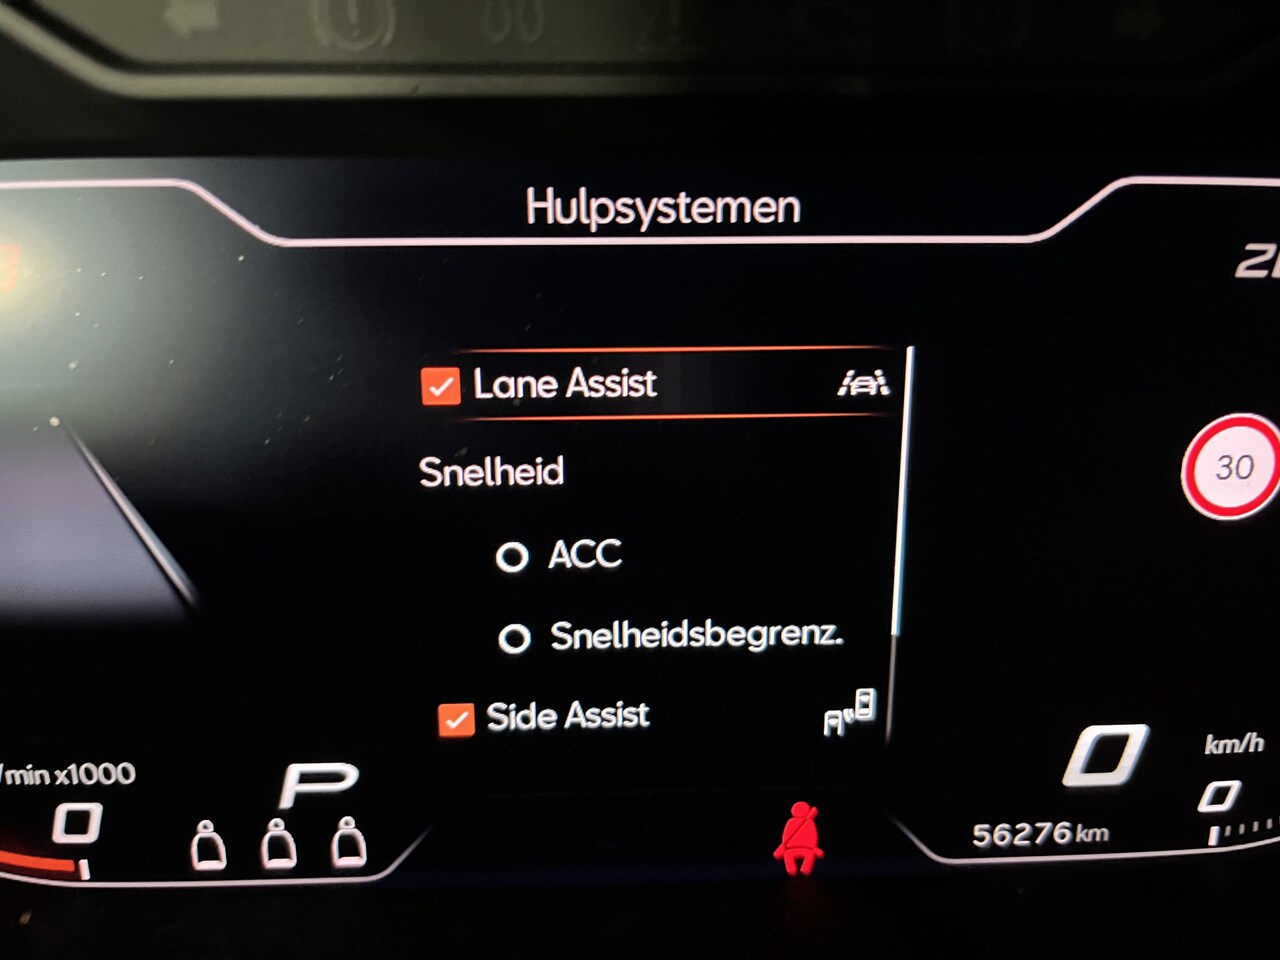 Hulpsystemen
Lane Assist
Snelheid
30
ACC
Snelheidsbegrenz.
Side Assist
/min x1000
0
P
0
km/h
0
56276 km